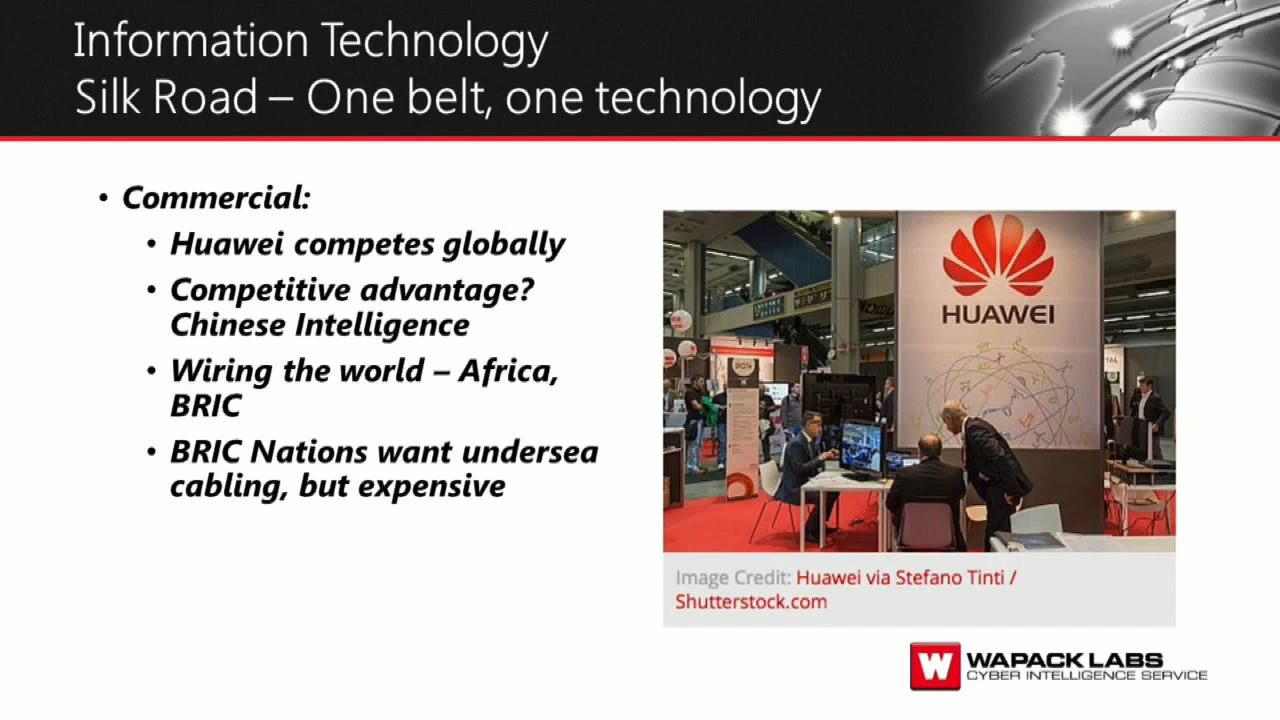 Information Technology
Silk Road – One belt, one technology
• Commercial:
• Huawei competes globally
• Competitive advantage?
Chinese Intelligence
• Wiring the world – Africa,
BRIC
• BRIC Nations want undersea
cabling, but expensive
HUAWEI
Image Credit: Huawei via Stefano Tinti /
Shutterstock.com
W
WAPACK LABS
CYBER INTELLIGENCE SERVICE